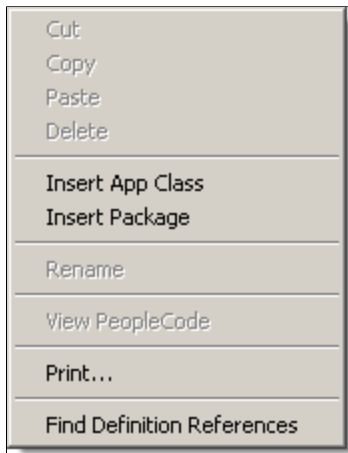 Cut
Copy
Paste
Delete
Insert App Class
Insert Package
Rename
View PeopleCode
Print...
Find Definition References